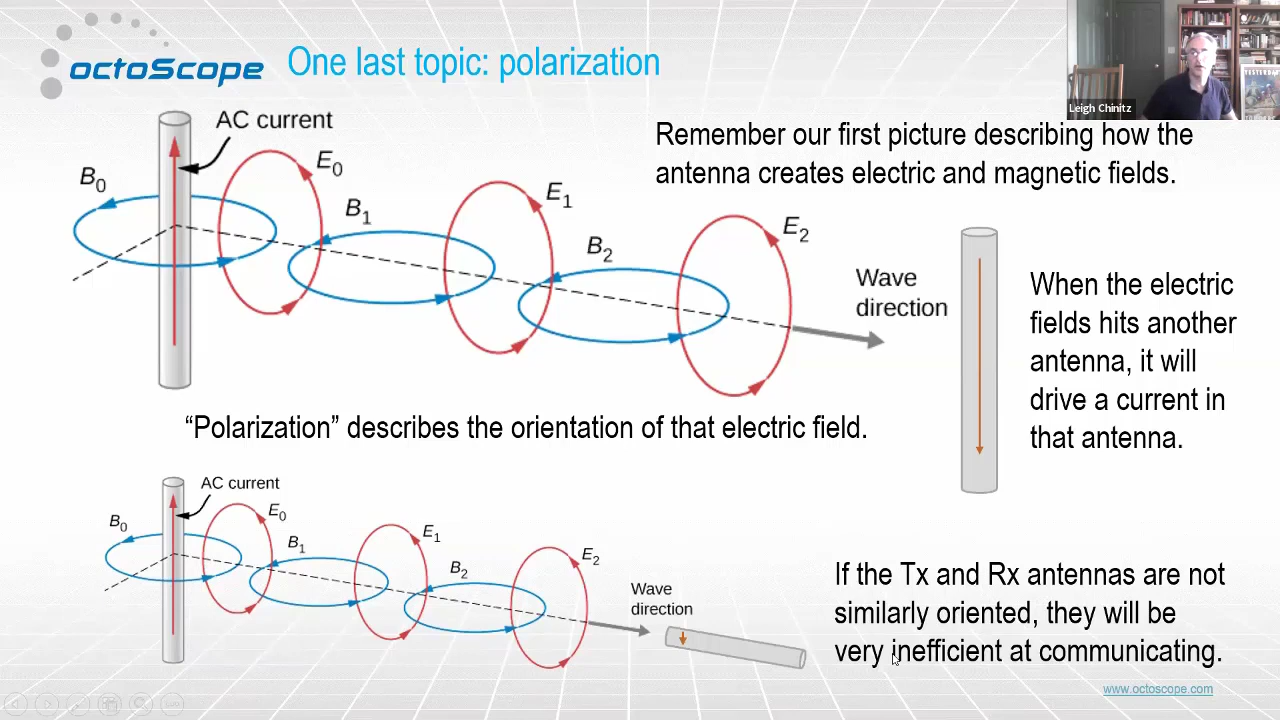 octoScope
One last topic: polarization
Leigh Chinitz
YESTERDAY
AC current
B0
E0
B1
E1
B2
E2
Wave
direction
Remember our first picture describing how the
antenna creates electric and magnetic fields.
When the electric
fields hits another
antenna, it will
drive a current in
that antenna.
“Polarization” describes the orientation of that electric field.
AC current
B0
E0
B1
E1
B2
E2
Wave
direction
If the Tx and Rx antennas are not
similarly oriented, they will be
very inefficient at communicating.
www.octoscope.com